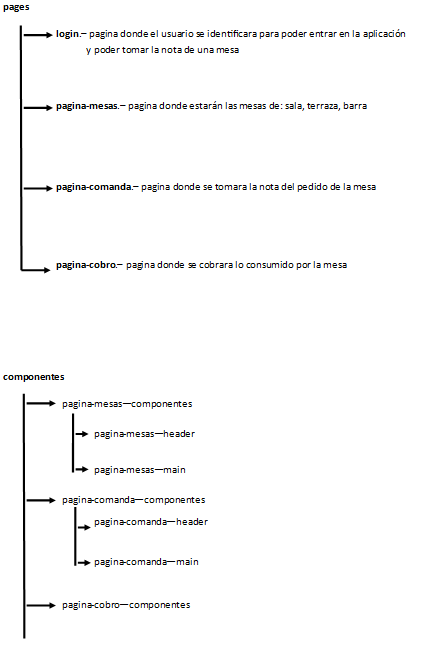 pages
login.– pagina donde el usuario se identificara para poder entrar en la aplicación
y poder tomar la nota de una mesa
pagina-mesas.– pagina donde estarán las mesas de: sala, terraza, barra
pagina-comanda.– pagina donde se tomara la nota del pedido de la mesa
pagina-cobro.– pagina donde se cobrara lo consumido por la mesa
componentes
pagina-mesas—componentes
pagina-mesas—header
pagina-mesas—main
pagina-comanda—componentes
pagina-comanda—header
pagina-comanda—main
pagina-cobro—componentes